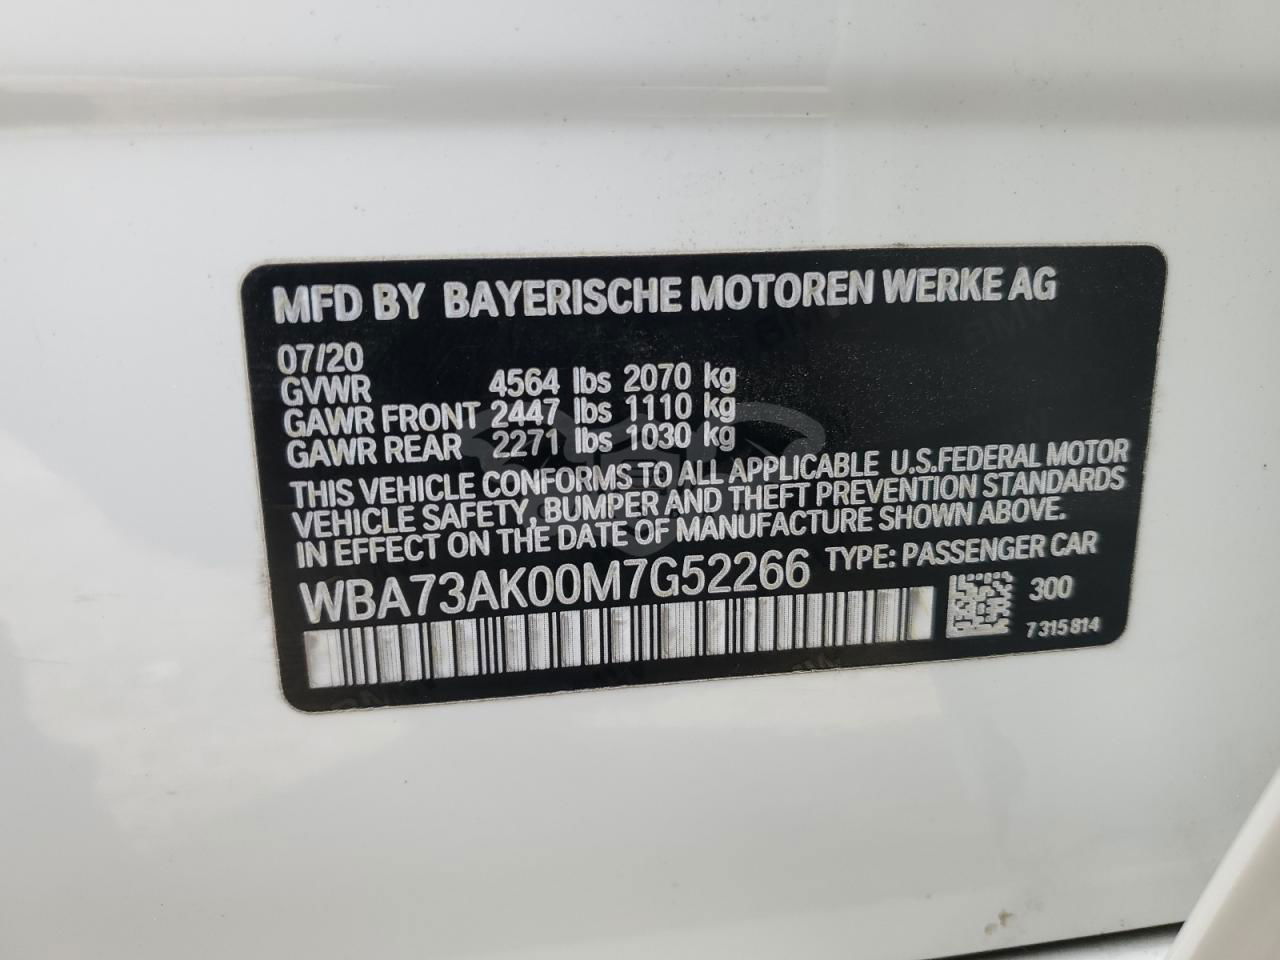 MFD BY BAYERISCHE MOTOREN WERKE AG
07/20
GVWR 4564 lbs 2070 kg
GAWR FRONT 2447 lbs 1110 kg
GAWR REAR 2271 lbs 1030 kg
THIS VEHICLE CONFORMS TO ALL APPLICABLE U.S.FEDERAL MOTOR
VEHICLE SAFETY, BUMPER AND THEFT PREVENTION STANDARDS
IN EFFECT ON THE DATE OF MANUFACTURE SHOWN ABOVE.
WBA73AK00M7G52266 TYPE: PASSENGER CAR
300
7 315 814